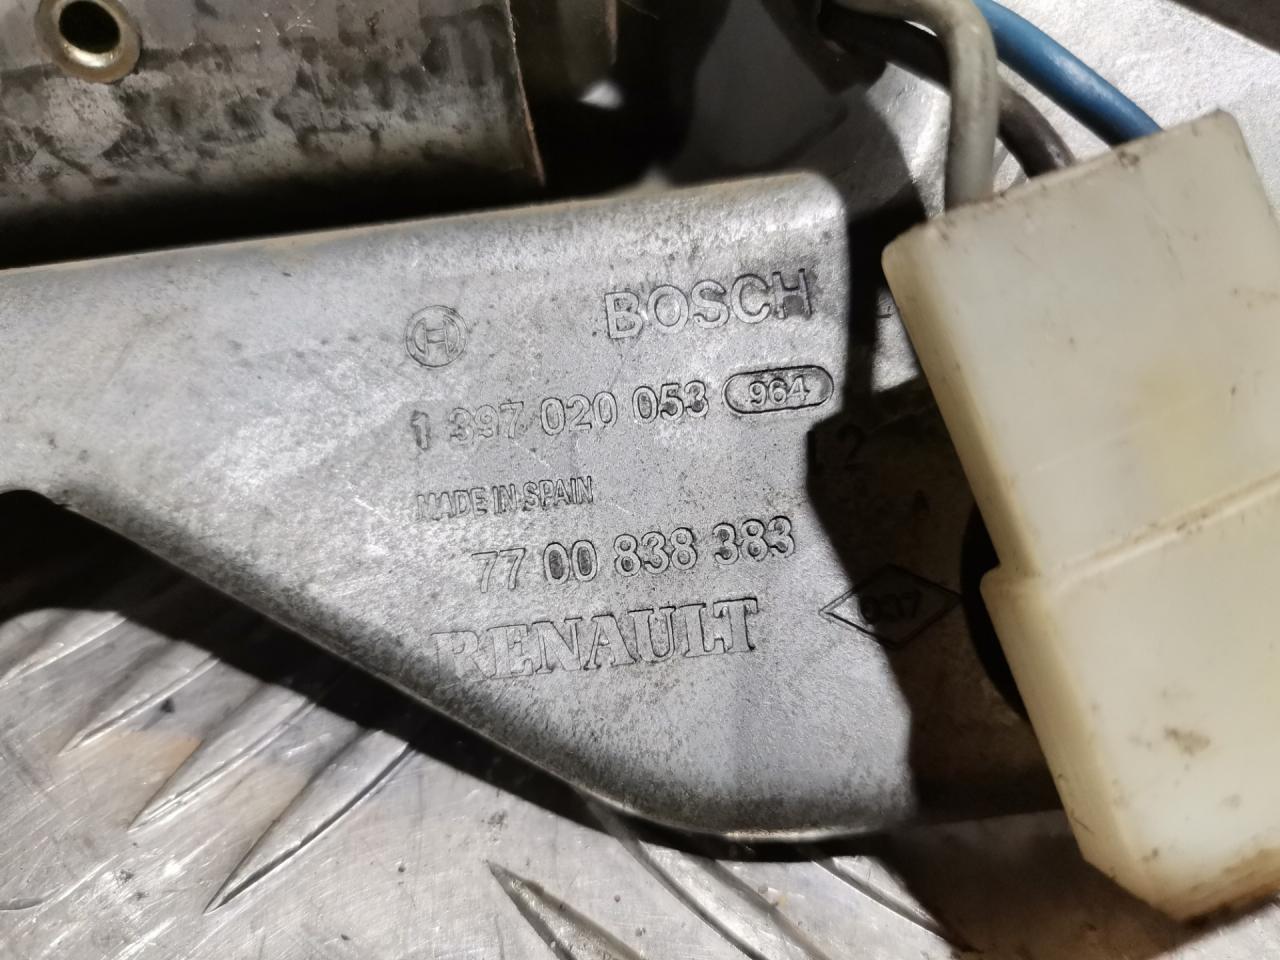 BOSCH
1 397 020 053 964
MADE IN SPAIN
77 00 838 383
RENAULT